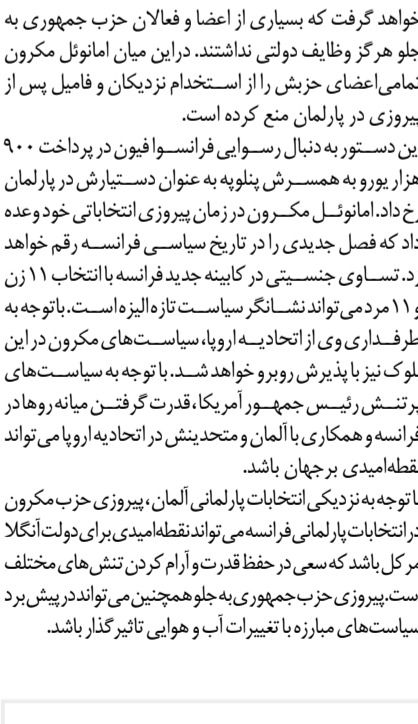 خواهد گرفت که بسیاری از اعضا و فعالان حزب جمهوری به
جلو هرگز وظایف دولتی نداشتند. دراین میان امانوئل مکرون
تمامی‌اعضای حزبش را از استخدام نزدیکان و فامیل پس از
پیروزی در پارلمان منع کرده است.
این دستور به دنبال رسوایی فرانسوا فیون در پرداخت ۹۰۰
هزار یورو به همسرش پنلوپه به عنوان دستیارش در پارلمان
رخ داد. امانوئل مکرون در زمان پیروزی انتخاباتی خود وعده
داد که فصل جدیدی را در تاریخ سیاسی فرانسه رقم خواهد
زد. تساوی جنسیتی در کابینه جدید فرانسه با انتخاب ۱۱ زن
و ۱۱ مرد می‌تواند نشانگر سیاست تازه الیزه است. باتوجه به
طرفداری وی از اتحادیه اروپا، سیاست‌های مکرون در این
بلوک نیز با پذیرش روبرو خواهد شد. با توجه به سیاست‌های
پرتنش رئیس جمهور آمریکا، قدرت گرفتن میانه روها در
فرانسه و همکاری با آلمان و متحدینش در اتحادیه اروپا می‌تواند
نقطه‌امیدی بر جهان باشد.
با توجه به نزدیکی انتخابات پارلمانی آلمان، پیروزی حزب مکرون
در انتخابات پارلمانی فرانسه می‌تواند نقطه‌امیدی برای دولت آنگلا
مرکل باشد که سعی در حفظ قدرت و آرام کردن تنش های مختلف
است. پیروزی حزب جمهوری به جلو همچنین می‌تواند در پیش برد
سیاست‌های مبارزه با تغییرات آب و هوایی تاثیر گذار باشد.